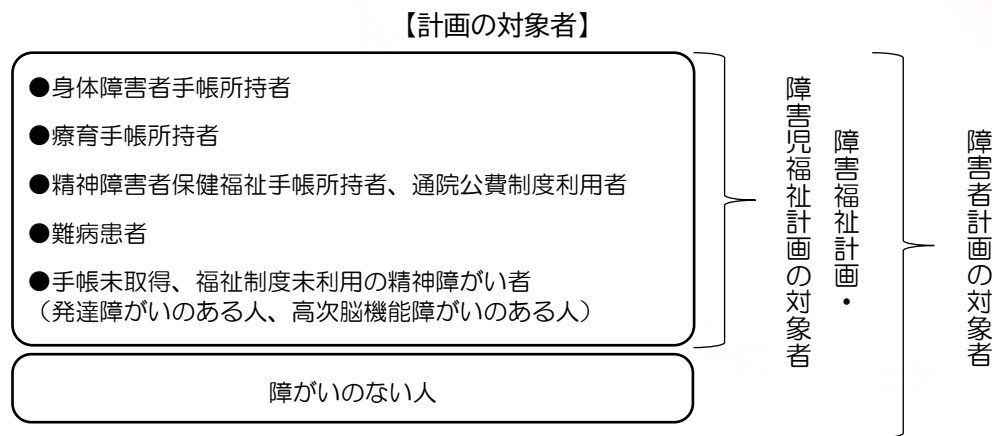 【計画の対象者】
●身体障害者手帳所持者
●療育手帳所持者
●精神障害者保健福祉手帳所持者、通院公費制度利用者
●難病患者
●手帳未取得、福祉制度未利用の精神障がい者
（発達障がいのある人、高次脳機能障がいのある人）
障がいのない人
障害福祉計画・
障害児福祉計画の対象者
障害者計画の対象者